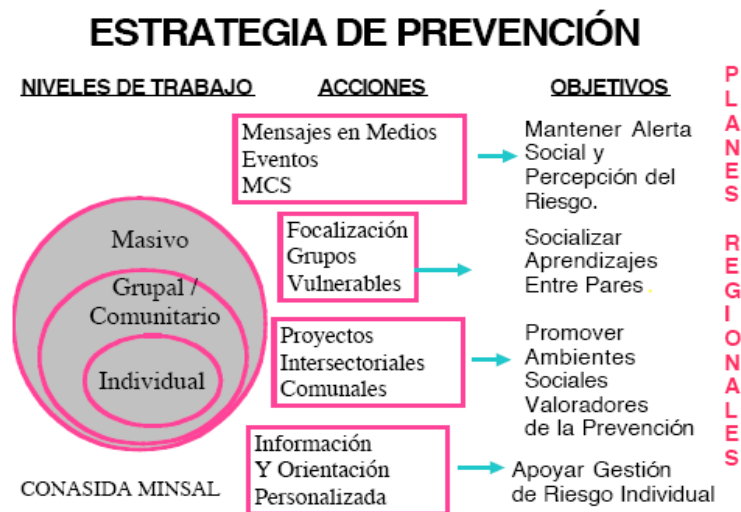 ESTRATEGIA DE PREVENCIÓN
NIVELES DE TRABAJO
ACCIONES
OBJETIVOS
Masivo
Grupal /
Comunitario
Individual
CONASIDA MINSAL
Mensajes en Medios
Eventos
MCS
Mantener Alerta
Social y
Percepción del
Riesgo.
Focalización
Grupos
Vulnerables
Socializar
Aprendizajes
Entre Pares .
Proyectos
Intersectoriales
Comunales
Promover
Ambientes
Sociales
Valoradores
de la Prevención
Información
Y Orientación
Personalizada
Apoyar Gestión
de Riesgo Individual
PLANES REGIONALES